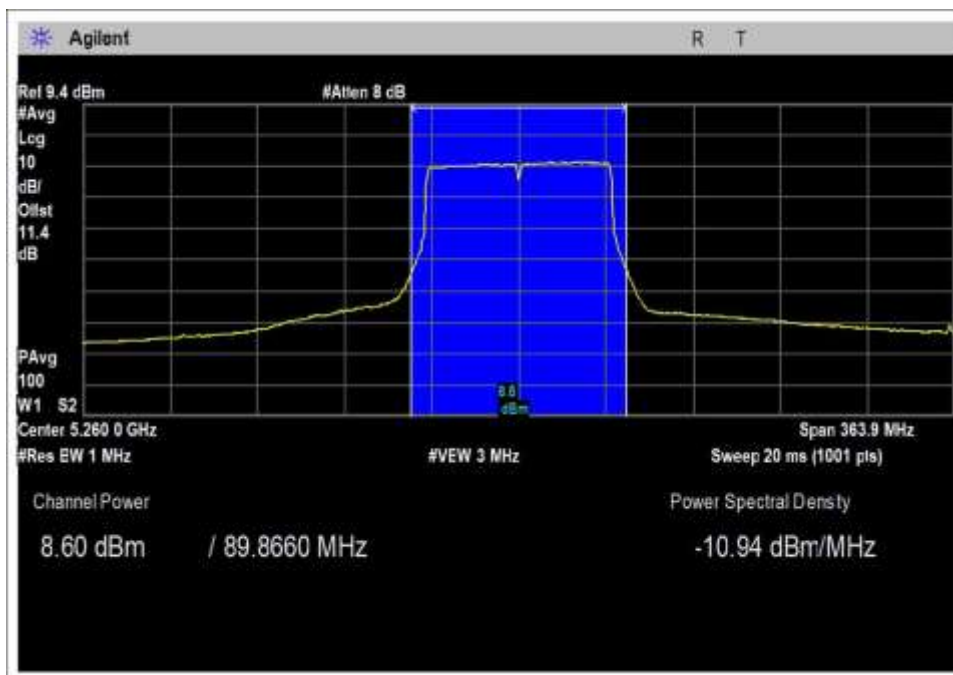 Agilent R T
Ref 9.4 dBm #Atten 8 dB
#Avg
Log
10
dB/
Offst
11.4
dB
PAvg
100
W1 S2
8.6
dBm
Center 5.260 0 GHz Span 363.9 MHz
#Res BW 1 MHz #VBW 3 MHz Sweep 20 ms (1001 pts)
Channel Power Power Spectral Density
8.60 dBm / 89.8660 MHz -10.94 dBm/MHz